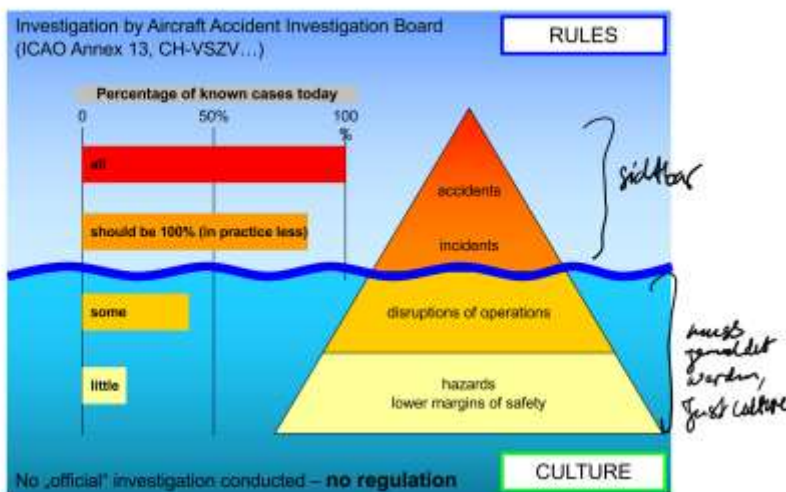 Investigation by Aircraft Accident Investigation Board
(ICAO Annex 13, CH-VSZV…)
RULES
Percentage of known cases today
0
50%
100
%
all
accidents
should be 100% (in practice less)
incidents
sichtbar
some
disruptions of operations
little
hazards
lower margins of safety
muss
gemeldet
werden,
Just Culture
No „official" investigation conducted – no regulation
CULTURE